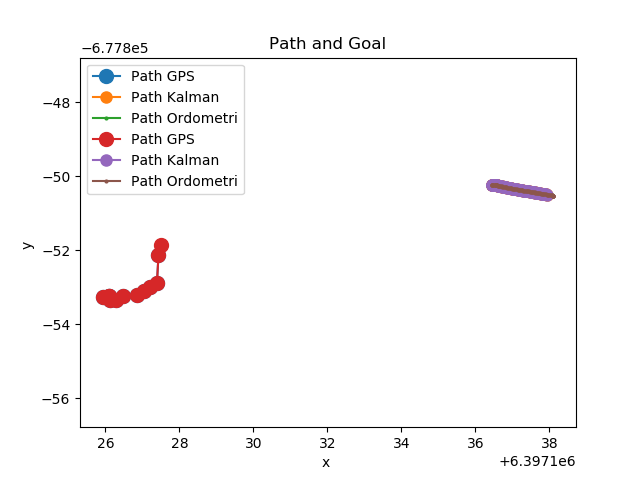 Path and Goal
−6.778e5
Path GPS
Path Kalman
Path Ordometri
Path GPS
Path Kalman
Path Ordometri
−48
−50
−52
−54
−56
y
26 28 30 32 34 36 38
x
+6.3971e6